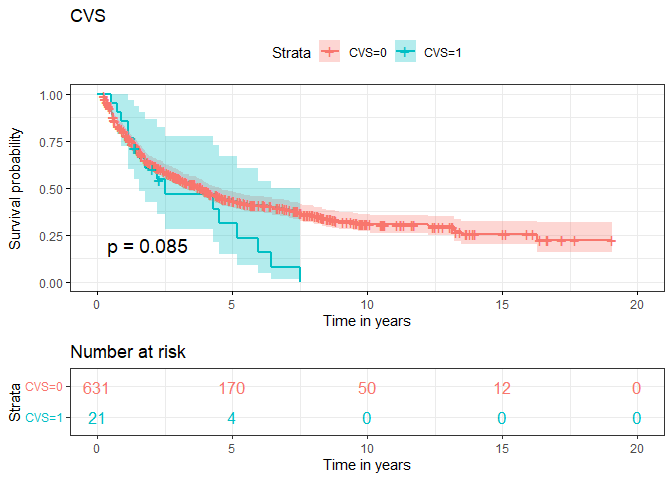 CVS
Strata CVS=0 CVS=1
Survival probability
1.00
0.75
0.50
0.25
0.00
p = 0.085
0 5 10 15 20
Time in years
Number at risk
Strata
CVS=0 631 170 50 12 0
CVS=1 21 4 0 0 0
0 5 10 15 20
Time in years